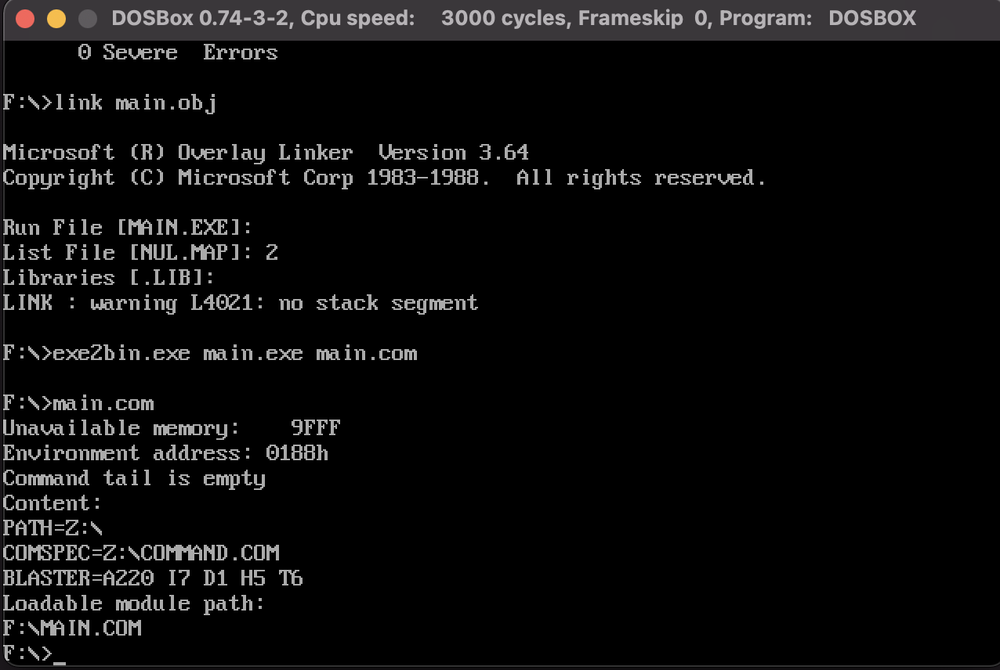 DOSBox 0.74-3-2, Cpu speed: 3000 cycles, Frameskip 0, Program: DOSBOX
0 Severe Errors
F:\>link main.obj
Microsoft (R) Overlay Linker Version 3.64
Copyright (C) Microsoft Corp 1983-1988. All rights reserved.
Run File [MAIN.EXE]:
List File [NUL.MAP]: 2
Libraries [.LIB]:
LINK : warning L4021: no stack segment
F:\>exe2bin.exe main.exe main.com
F:\>main.com
Unavailable memory: 9FFF
Environment address: 0188h
Command tail is empty
Content:
PATH=Z:\
COMSPEC=Z:\COMMAND.COM
BLASTER=A220 I7 D1 H5 T6
Loadable module path:
F:\MAIN.COM
F:\>_